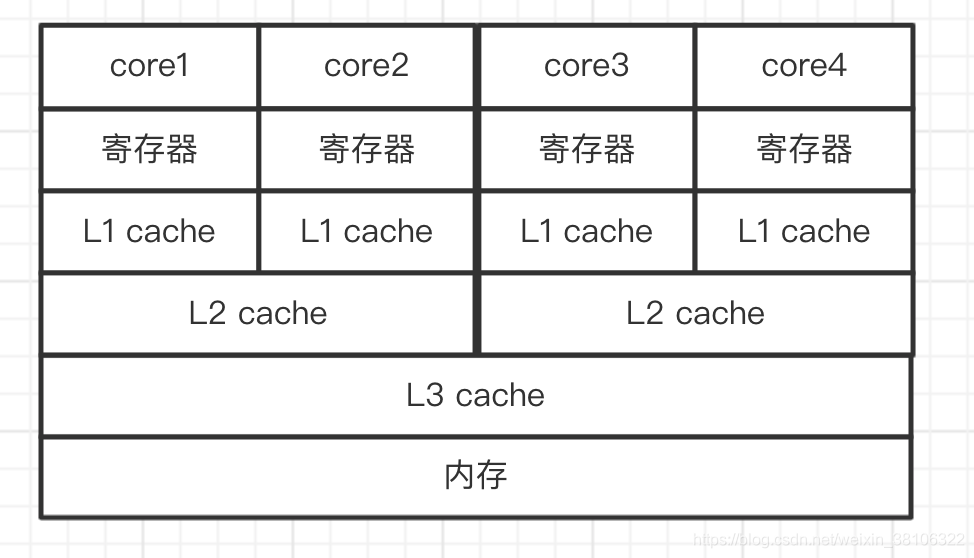 core1 core2 core3 core4
寄存器 寄存器 寄存器 寄存器
L1 cache L1 cache L1 cache L1 cache
L2 cache L2 cache
L3 cache
内存
https://blog.csdn.net/weixin_38106322